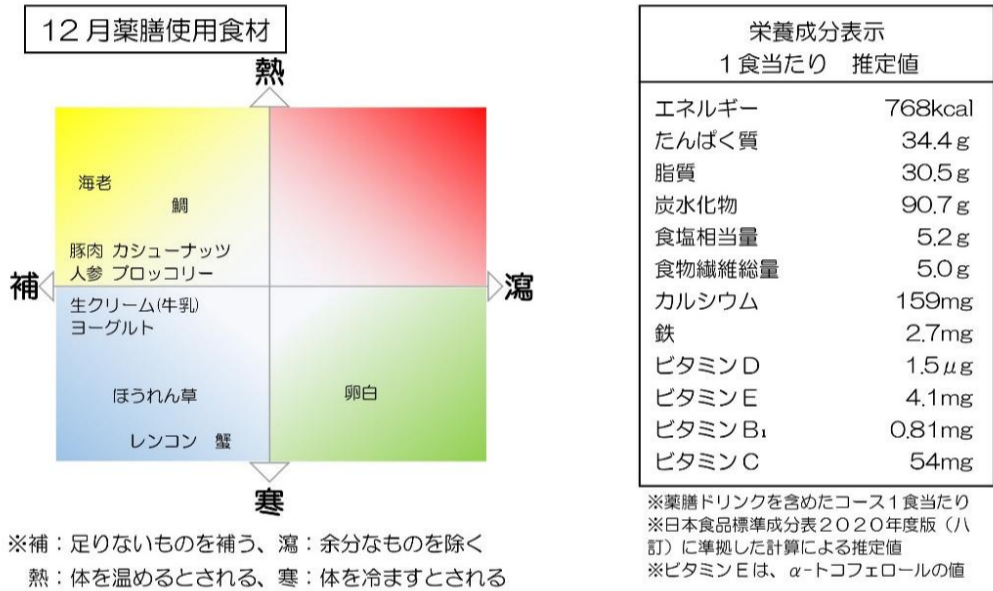 12月薬膳使用食材
熱
海老
鯛
豚肉 カシューナッツ
人参 ブロッコリー
補
瀉
生クリーム(牛乳)
ヨーグルト
ほうれん草
卵白
レンコン 蟹
寒
※補：足りないものを補う、瀉：余分なものを除く
熱：体を温めるとされる、寒：体を冷ますとされる
栄養成分表示
1食当たり 推定値
エネルギー 768kcal
たんぱく質 34.4g
脂質 30.5g
炭水化物 90.7g
食塩相当量 5.2g
食物繊維総量 5.0g
カルシウム 159mg
鉄 2.7mg
ビタミンD 1.5μg
ビタミンE 4.1mg
ビタミンB₁ 0.81mg
ビタミンC 54mg
※薬膳ドリンクを含めたコース1食当たり
※日本食品標準成分表2020年度版（八
訂）に準拠した計算による推定値
※ビタミンEは、α-トコフェロールの値